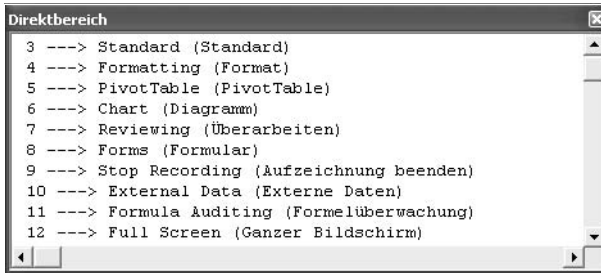 Direktbereich
3 ---> Standard (Standard)
4 ---> Formatting (Format)
5 ---> PivotTable (PivotTable)
6 ---> Chart (Diagramm)
7 ---> Reviewing (Überarbeiten)
8 ---> Forms (Formular)
9 ---> Stop Recording (Aufzeichnung beenden)
10 ---> External Data (Externe Daten)
11 ---> Formula Auditing (Formelüberwachung)
12 ---> Full Screen (Ganzer Bildschirm)